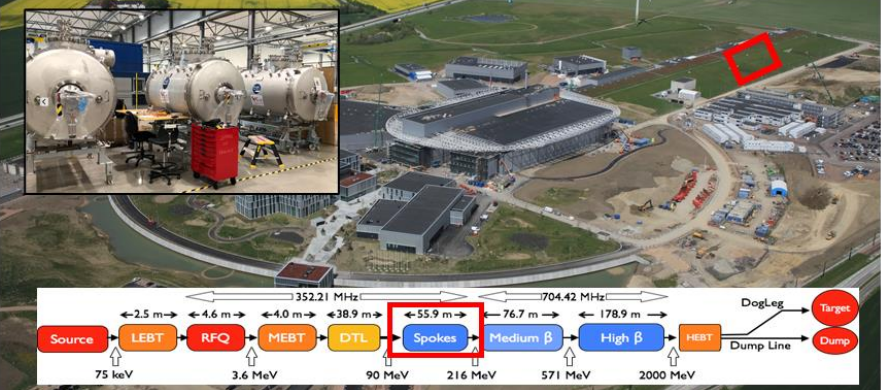 352.21 MHz 704.42 MHz
2.5 m 4.6 m 4.0 m 38.9 m 55.9 m 76.7 m 178.9 m
DogLeg
Target
Source LEBT RFQ MEBT DTL Spokes Medium β High β HEBT
Dump Line
Dump
75 keV 3.6 MeV 90 MeV 216 MeV 571 MeV 2000 MeV